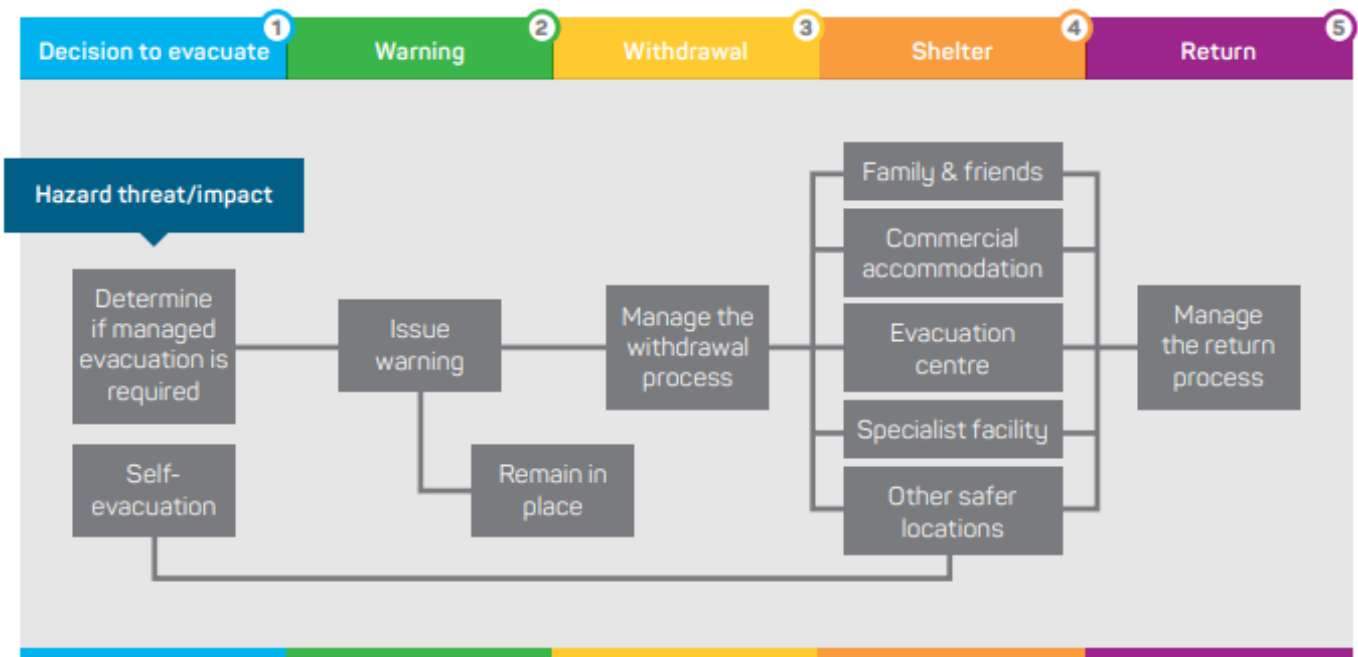 1
2
3
4
5
Decision to evacuate
Warning
Withdrawal
Shelter
Return
Hazard threat/impact
Determine
if managed
evacuation is
required
Self-
evacuation
Issue
warning
Remain in
place
Manage the
withdrawal
process
Family & friends
Commercial
accommodation
Evacuation
centre
Specialist facility
Other safer
locations
Manage
the return
process